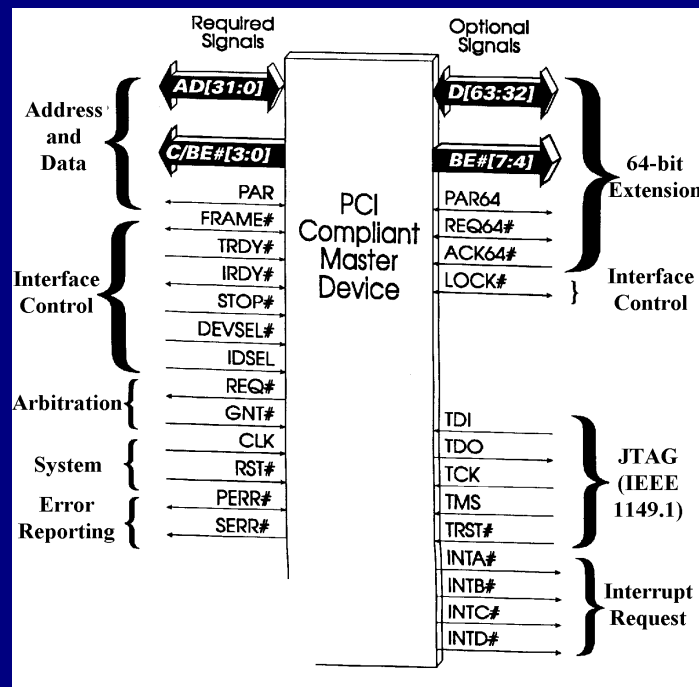 Required
Signals
Optional
Signals
Address
and
Data
AD[31:0]
C/BE#[3:0]
PAR
Interface
Control
FRAME#
TRDY#
IRDY#
STOP#
DEVSEL#
IDSEL
Arbitration
REQ#
GNT#
System
CLK
RST#
Error
Reporting
PERR#
SERR#
PCI
Compliant
Master
Device
D[63:32]
BE#[7:4]
PAR64
REQ64#
ACK64#
64-bit
Extension
LOCK#
Interface
Control
TDI
TDO
TCK
TMS
TRST#
JTAG
(IEEE
1149.1)
INTA#
INTB#
INTC#
INTD#
Interrupt
Request